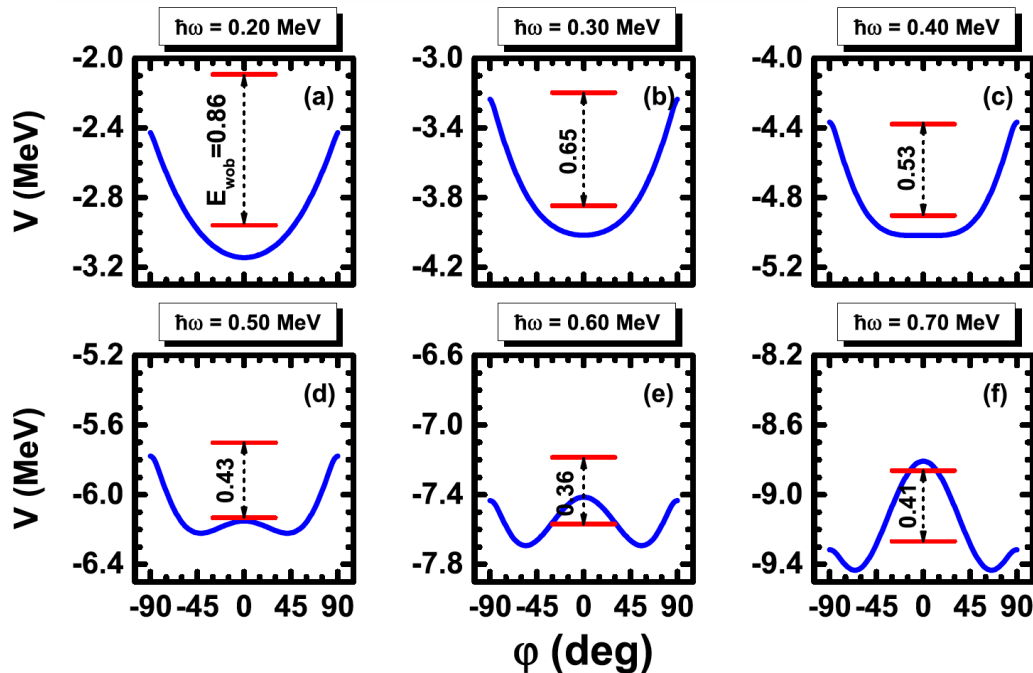 ħω = 0.20 MeV
ħω = 0.30 MeV
ħω = 0.40 MeV
-2.0
-2.4
-2.8
-3.2
V (MeV)
(a)
E_wob=0.86
-3.0
-3.4
-3.8
-4.2
(b)
0.65
-4.0
-4.4
-4.8
-5.2
(c)
0.53
ħω = 0.50 MeV
ħω = 0.60 MeV
ħω = 0.70 MeV
-5.2
-5.6
-6.0
-6.4
V (MeV)
(d)
0.43
-6.6
-7.0
-7.4
-7.8
(e)
0.36
-8.2
-8.6
-9.0
-9.4
(f)
0.41
-90 -45 0 45 90
-90 -45 0 45 90
-90 -45 0 45 90
φ (deg)